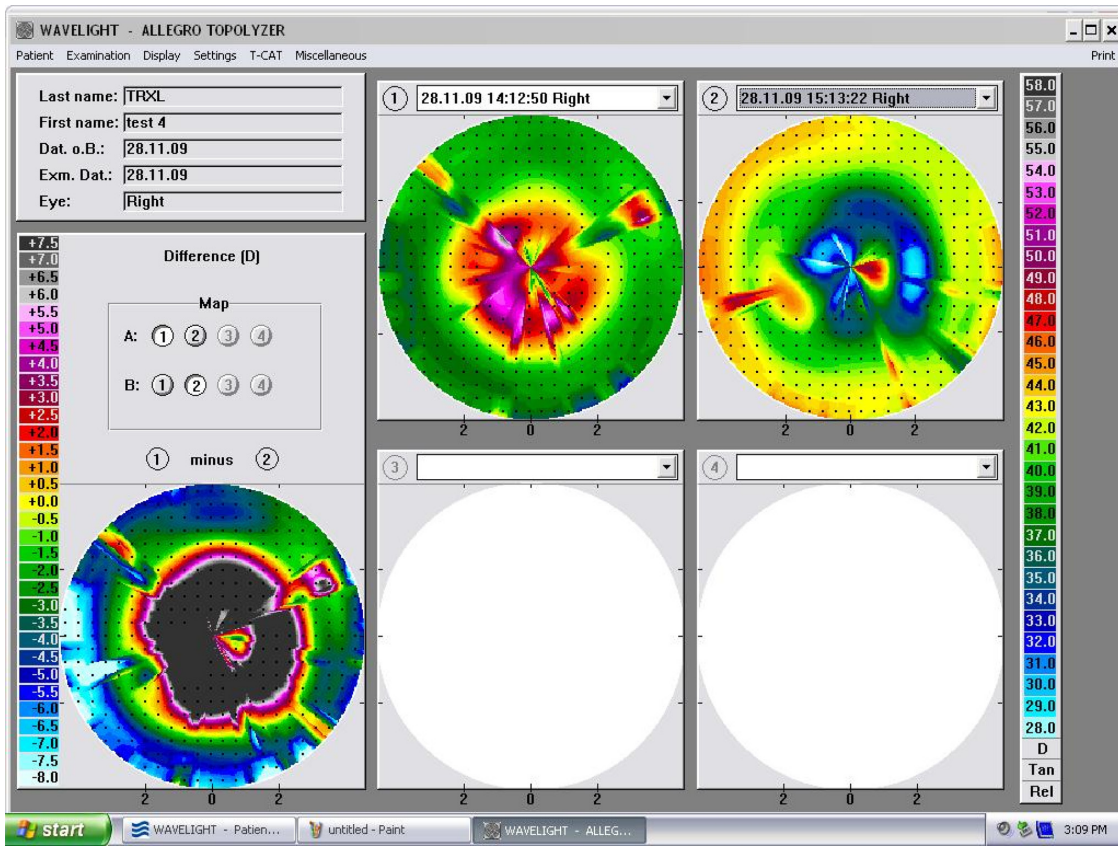 WAVELIGHT - ALLEGRO TOPOLYZER
Patient Examination Display Settings T-CAT Miscellaneous Print
Last name: TRXL
First name: test 4
Dat. o.B.: 28.11.09
Exm. Dat.: 28.11.09
Eye: Right
1 28.11.09 14:12:50 Right
2 28.11.09 15:13:22 Right
2 0 2
2 0 2
Difference (D)
Map
A: 1 2 3 4
B: 1 2 3 4
1 minus 2
+7.5
+7.0
+6.5
+6.0
+5.5
+5.0
+4.5
+4.0
+3.5
+3.0
+2.5
+2.0
+1.5
+1.0
+0.5
+0.0
-0.5
-1.0
-1.5
-2.0
-2.5
-3.0
-3.5
-4.0
-4.5
-5.0
-5.5
-6.0
-6.5
-7.0
-7.5
-8.0
2 0 2
3
4
2 0 2
2 0 2
58.0
57.0
56.0
55.0
54.0
53.0
52.0
51.0
50.0
49.0
48.0
47.0
46.0
45.0
44.0
43.0
42.0
41.0
40.0
39.0
38.0
37.0
36.0
35.0
34.0
33.0
32.0
31.0
30.0
29.0
28.0
D
Tan
Rel
start
WAVELIGHT - Patien...
untitled - Paint
WAVELIGHT - ALLEG...
3:09 PM